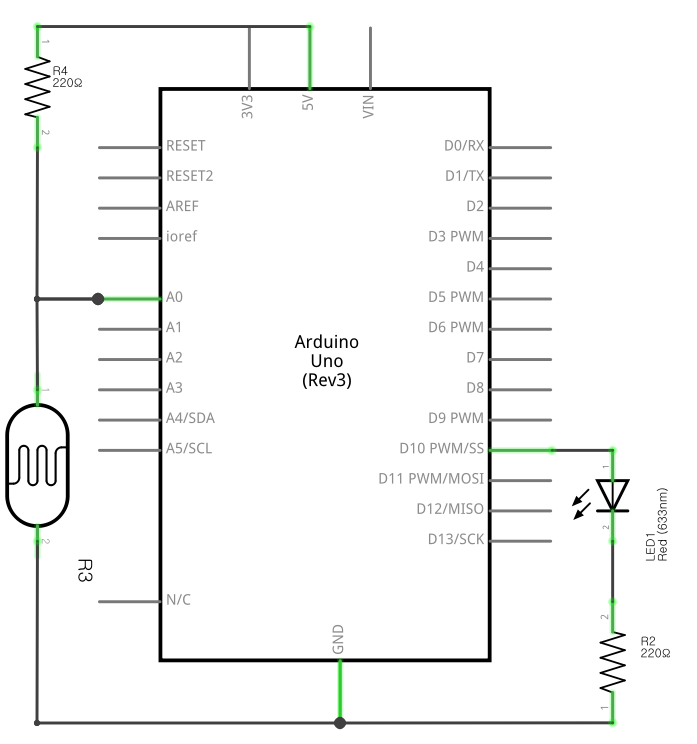 1
R4
220Ω
2
3V3
5V
VIN
RESET
RESET2
AREF
ioref
A0
A1
A2
A3
A4/SDA
A5/SCL
N/C
Arduino
Uno
(Rev3)
D0/RX
D1/TX
D2
D3 PWM
D4
D5 PWM
D6 PWM
D7
D8
D9 PWM
D10 PWM/SS
D11 PWM/MOSI
D12/MISO
D13/SCK
GND
1
2
R3
1
2
LED1
Red (633nm)
2
R2
220Ω
1